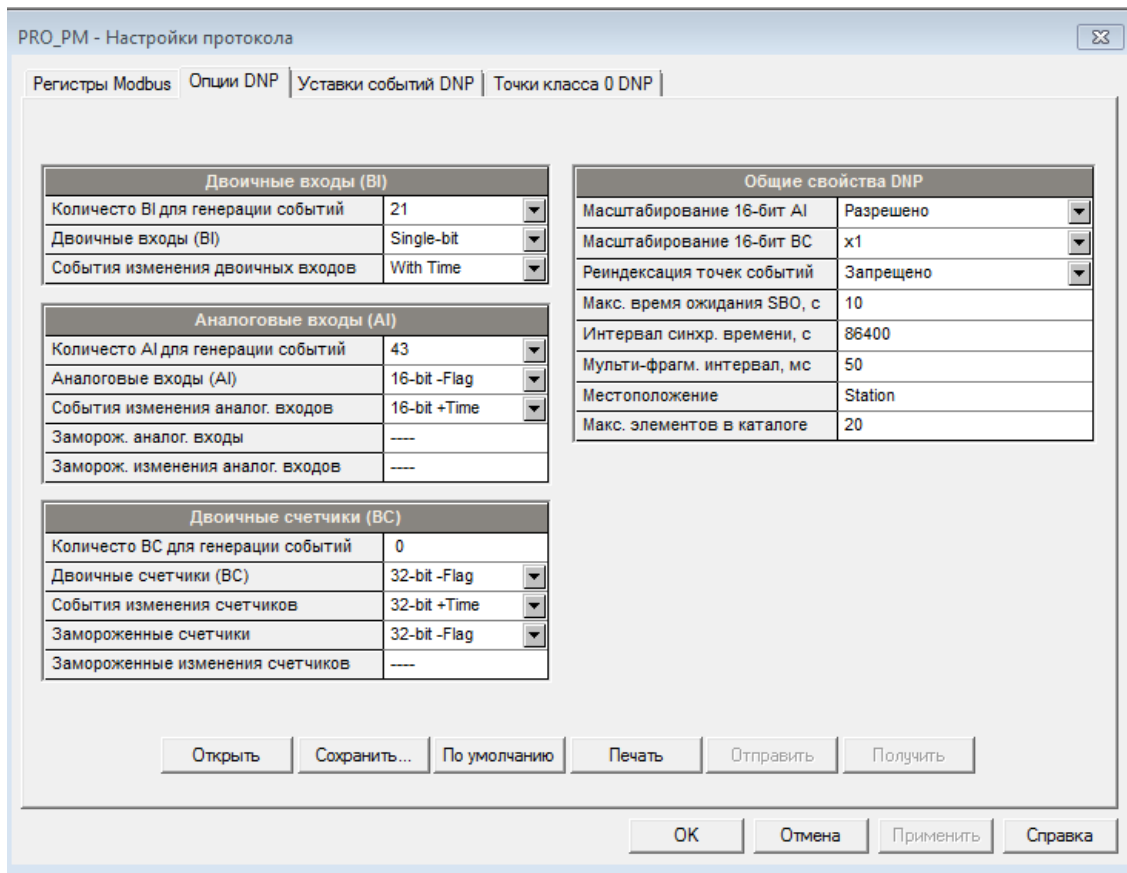 PRO_PM - Настройки протокола
Регистры Modbus Опции DNP Уставки событий DNP Точки класса 0 DNP
Двоичные входы (BI)
Количесто BI для генерации событий 21
Двоичные входы (BI) Single-bit
События изменения двоичных входов With Time
Аналоговые входы (AI)
Количесто AI для генерации событий 43
Аналоговые входы (AI) 16-bit -Flag
События изменения аналог. входов 16-bit +Time
Заморож. аналог. входы ----
Заморож. изменения аналог. входов ----
Двоичные счетчики (BC)
Количесто BC для генерации событий 0
Двоичные счетчики (BC) 32-bit -Flag
События изменения счетчиков 32-bit +Time
Замороженные счетчики 32-bit -Flag
Замороженные изменения счетчиков ----
Общие свойства DNP
Масштабирование 16-бит AI Разрешено
Масштабирование 16-бит BC x1
Реиндексация точек событий Запрещено
Макс. время ожидания SBO, с 10
Интервал синхр. времени, с 86400
Мульти-фрагм. интервал, мс 50
Местоположение Station
Макс. элементов в каталоге 20
Открыть Сохранить... По умолчанию Печать Отправить Получить
OK Отмена Применить Справка